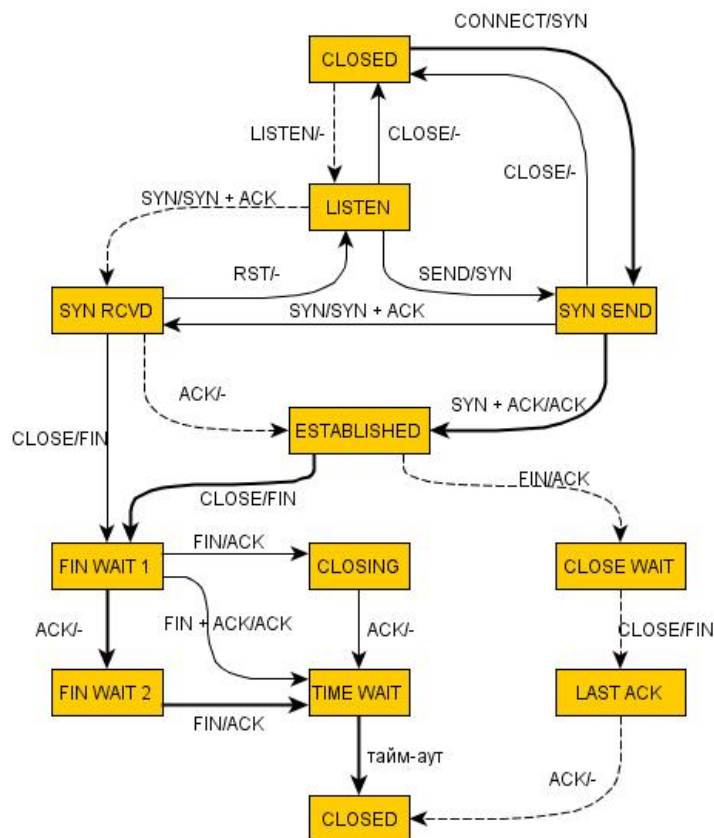 CONNECT/SYN
CLOSED
LISTEN/-
CLOSE/-
CLOSE/-
SYN/SYN + ACK
LISTEN
RST/-
SEND/SYN
SYN RCVD
SYN/SYN + ACK
SYN SEND
ACK/-
SYN + ACK/ACK
ESTABLISHED
CLOSE/FIN
CLOSE/FIN
FIN/ACK
FIN WAIT 1
FIN/ACK
CLOSING
CLOSE WAIT
ACK/-
FIN + ACK/ACK
ACK/-
CLOSE/FIN
FIN WAIT 2
FIN/ACK
TIME WAIT
LAST ACK
тайм-аут
ACK/-
CLOSED